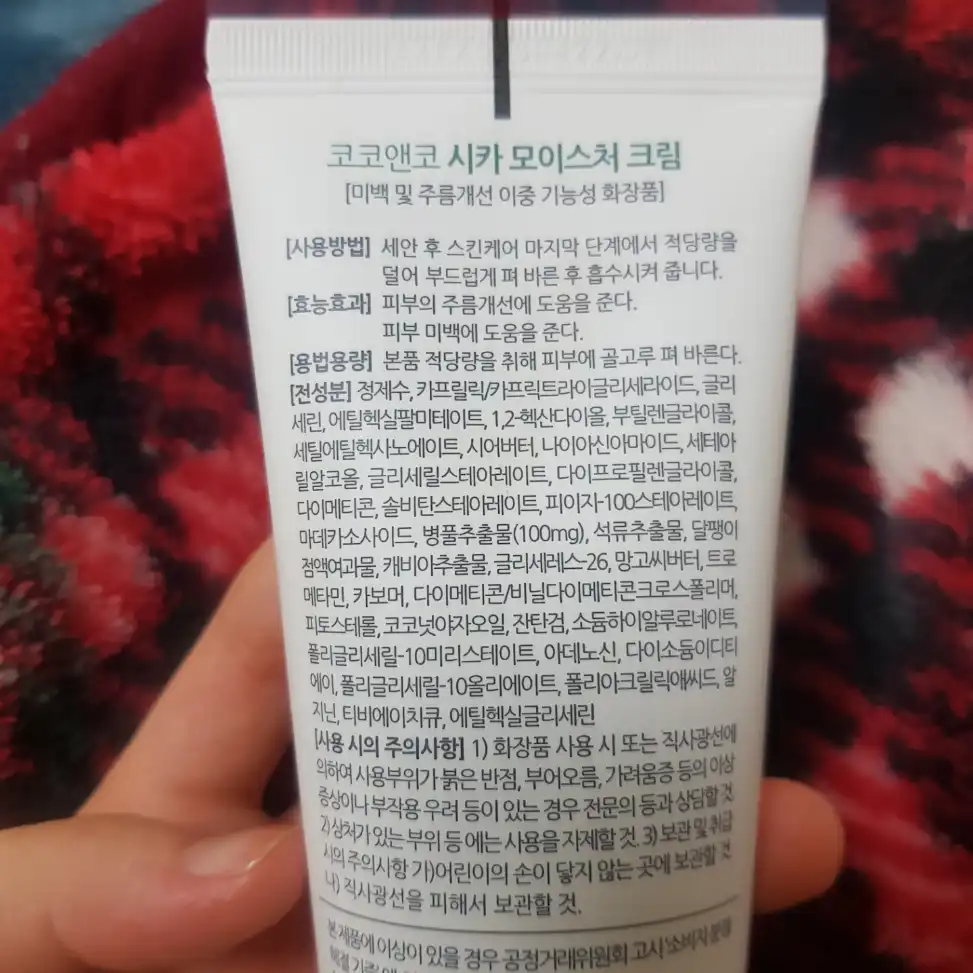 코코앤코 시카 모이스처 크림
[미백 및 주름개선 이중 기능성 화장품]
[사용방법] 세안 후 스킨케어 마지막 단계에서 적당량을
덜어 부드럽게 펴 바른 후 흡수시켜 줍니다.
[효능효과] 피부의 주름개선에 도움을 준다.
피부 미백에 도움을 준다.
[용법용량] 본품 적당량을 취해 피부에 골고루 펴 바른다.
[전성분] 정제수, 카프릴릭/카프릭트라이글리세라이드, 글리
세린, 에틸헥실팔미테이트, 1,2-헥산다이올, 부틸렌글라이콜,
세틸에틸헥사노에이트, 시어버터, 나이아신아마이드, 세테아
릴알코올, 글리세릴스테아레이트, 다이프로필렌글라이콜,
다이메티콘, 솔비탄스테아레이트, 피이지-100스테아레이트,
마데카소사이드, 병풀추출물(100mg), 석류추출물, 달팽이
점액여과물, 캐비아추출물, 글리세레스-26, 망고씨버터, 트로
메타민, 카보머, 다이메티콘/비닐다이메티콘크로스폴리머,
피토스테롤, 코코넛야자오일, 잔탄검, 소듐하이알루로네이트,
폴리글리세릴-10미리스테이트, 아데노신, 다이소듐이디티
에이, 폴리글리세릴-10올리에이트, 폴리아크릴릭애씨드, 알
지닌, 티비에이치큐, 에틸헥실글리세린
[사용 시의 주의사항] 1) 화장품 사용 시 또는 직사광선에
의하여 사용부위가 붉은 반점, 부어오름, 가려움증 등의 이상
증상이나 부작용 우려 등이 있는 경우 전문의 등과 상담할 것
2) 상처가 있는 부위 등에는 사용을 자제할 것. 3) 보관 및 취급
시의 주의사항 가)어린이의 손이 닿지 않는 곳에 보관할 것
나) 직사광선을 피해서 보관할 것.
본 제품에 이상이 있을 경우 공정거래위원회 고시 '소비자 분쟁